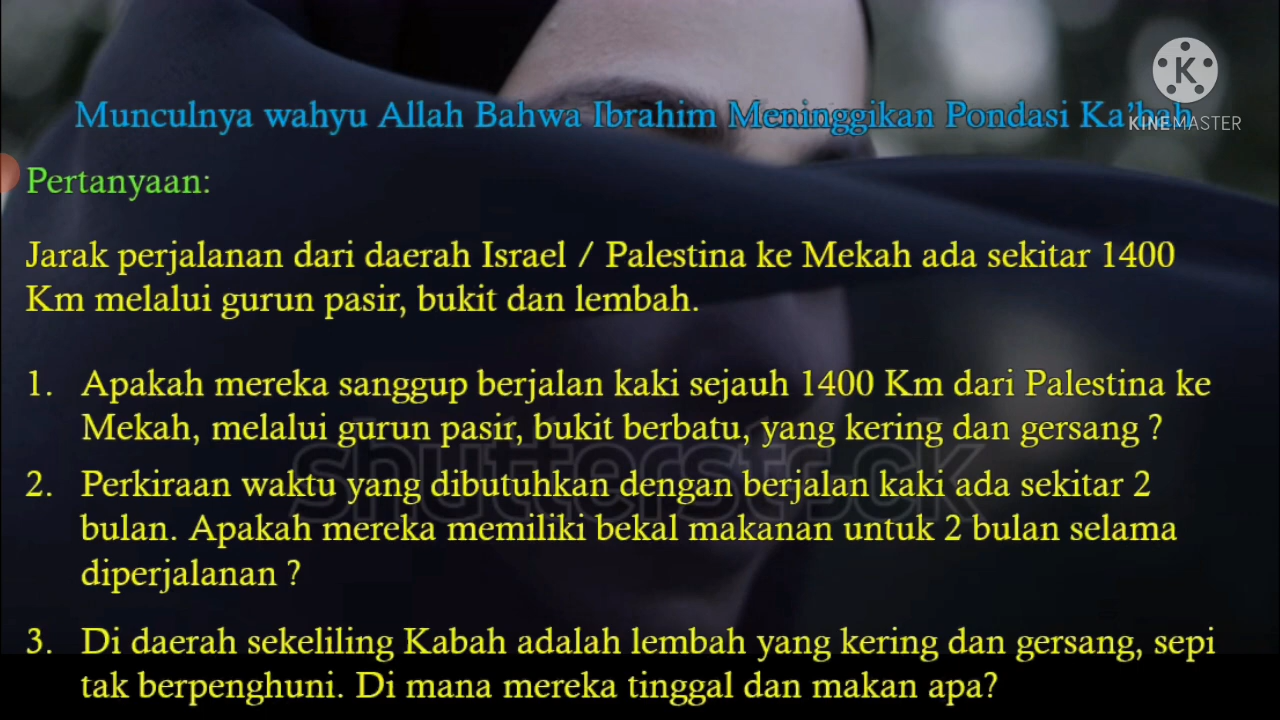 Munculnya wahyu Allah Bahwa Ibrahim Meninggikan Pondasi Ka'bah
K
KINEMASTER
Pertanyaan:
Jarak perjalanan dari daerah Israel / Palestina ke Mekah ada sekitar 1400
Km melalui gurun pasir, bukit dan lembah.
1. Apakah mereka sanggup berjalan kaki sejauh 1400 Km dari Palestina ke
Mekah, melalui gurun pasir, bukit berbatu, yang kering dan gersang ?
2. Perkiraan waktu yang dibutuhkan dengan berjalan kaki ada sekitar 2
bulan. Apakah mereka memiliki bekal makanan untuk 2 bulan selama
diperjalanan ?
shutterstock
3. Di daerah sekeliling Kabah adalah lembah yang kering dan gersang, sepi
tak berpenghuni. Di mana mereka tinggal dan makan apa?